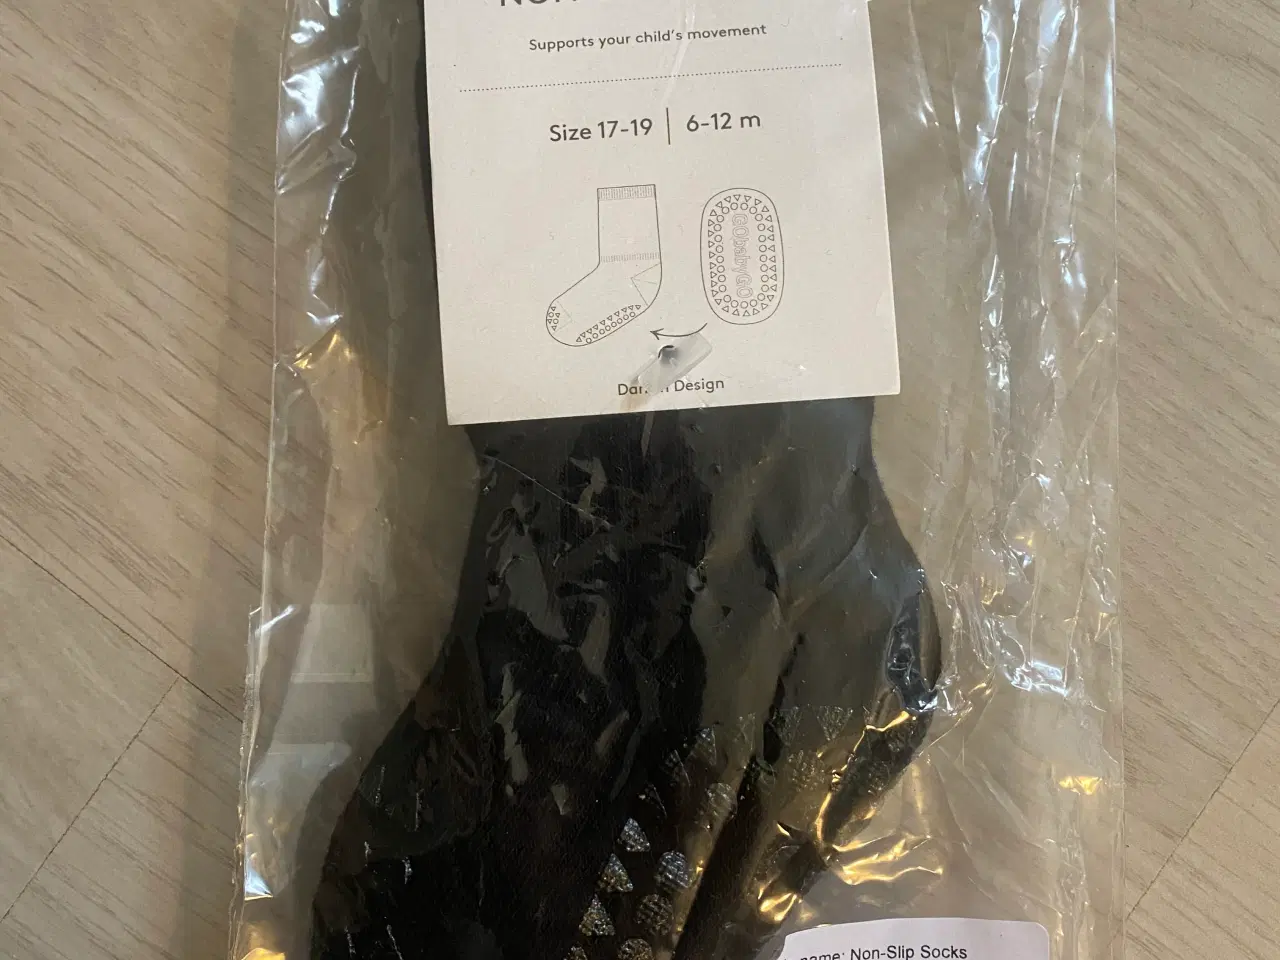 Supports your child's movement
Size 17-19 | 6-12 m
GObabyGO
Design
name: Non-Slip Socks